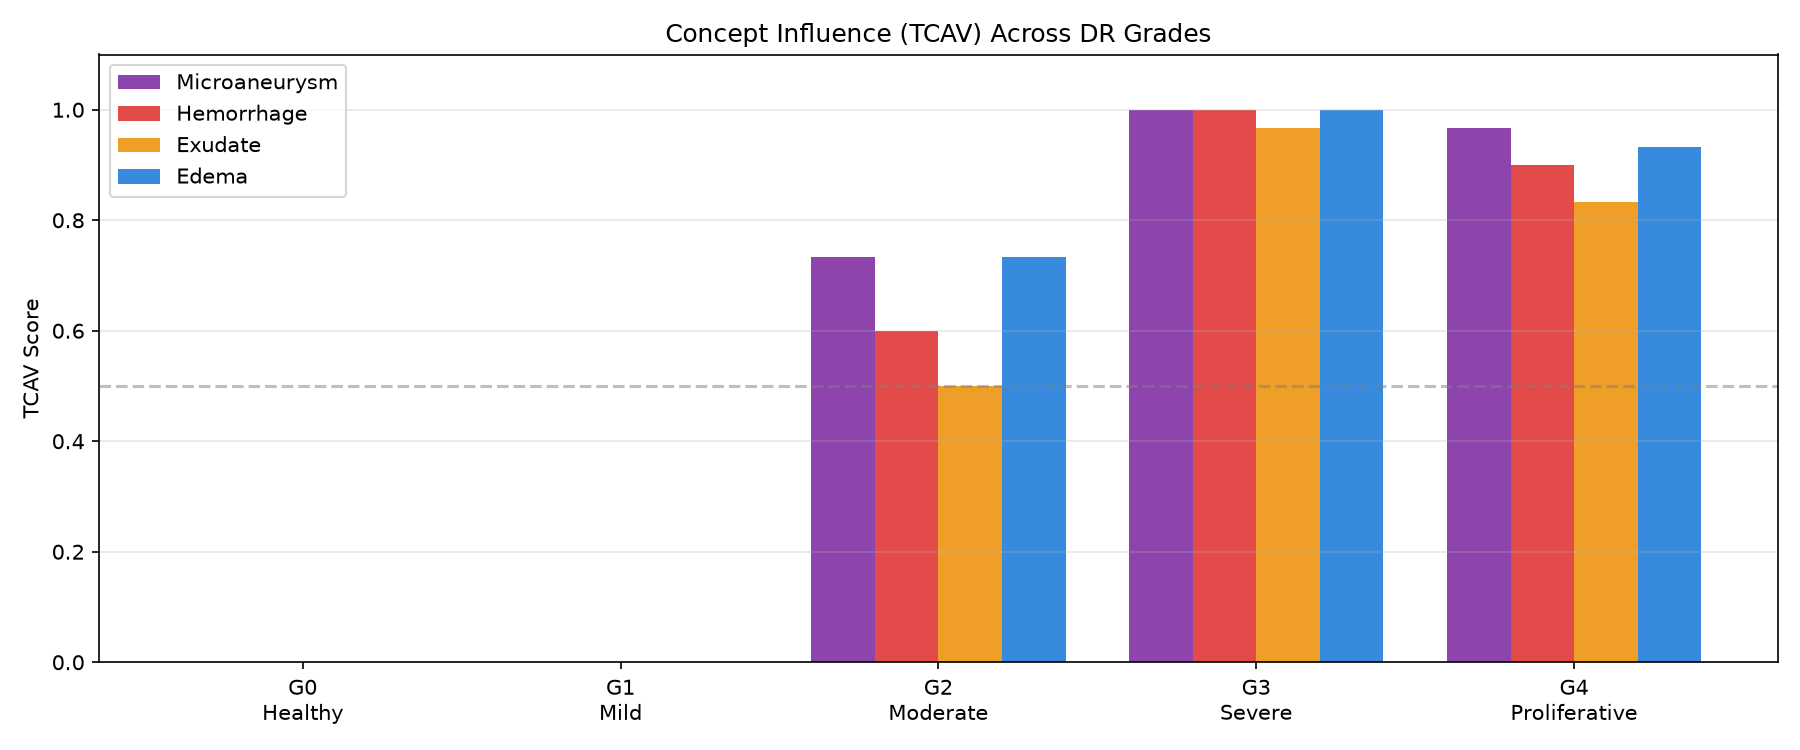 Concept Influence (TCAV) Across DR Grades
Microaneurysm
Hemorrhage
Exudate
Edema
TCAV Score
1.0
0.8
0.6
0.4
0.2
0.0
G0
Healthy
G1
Mild
G2
Moderate
G3
Severe
G4
Proliferative